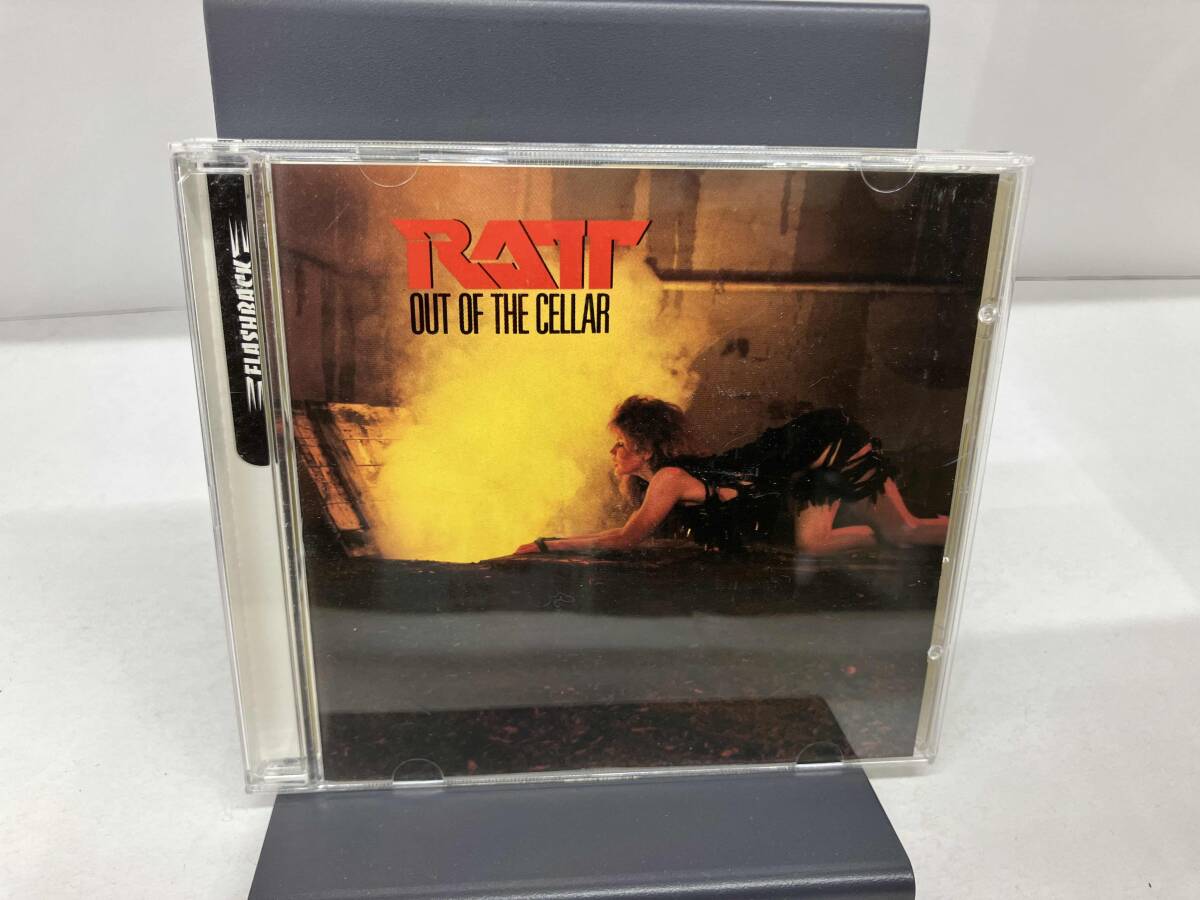 RATT
OUT OF THE CELLAR
FLASHBACK